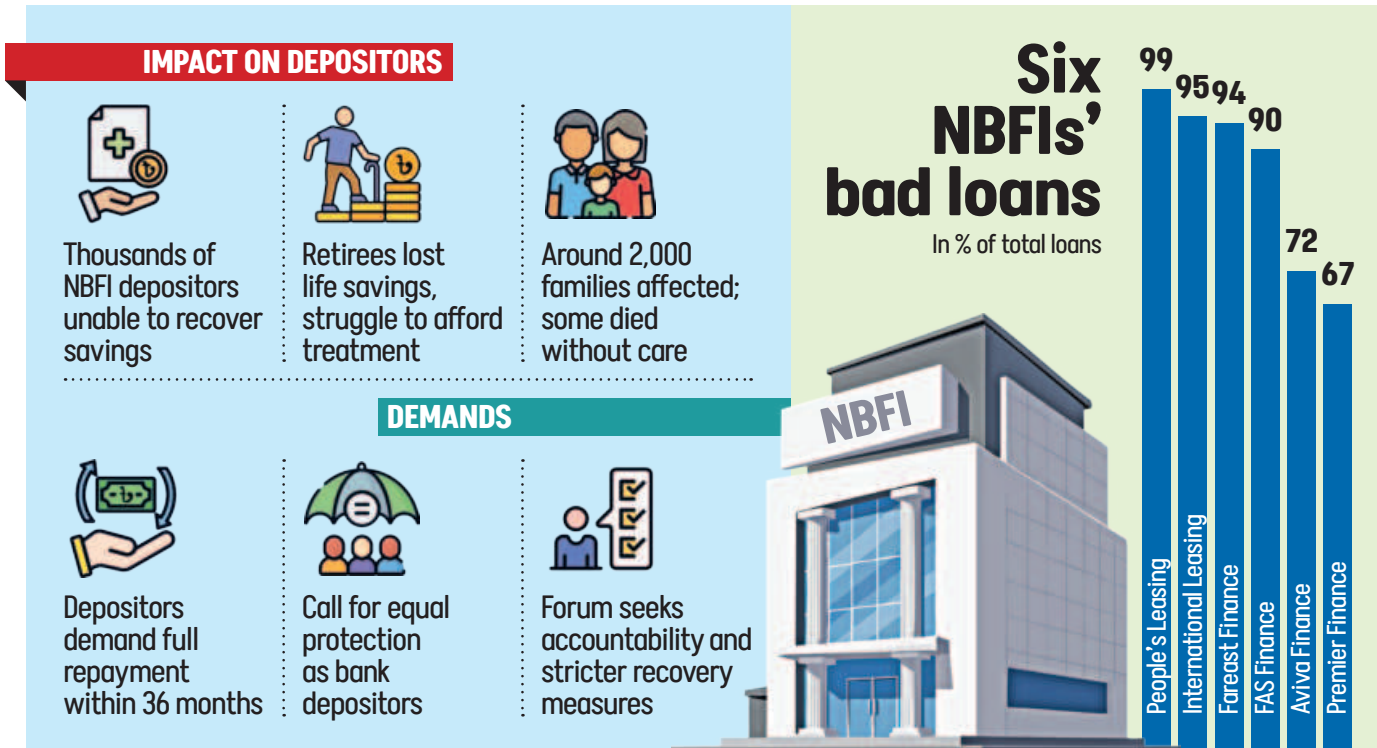 IMPACT ON DEPOSITORS
Thousands of
NBFI depositors
unable to recover
savings
Retirees lost
life savings,
struggle to afford
treatment
Around 2,000
families affected;
some died
without care
DEMANDS
Depositors
demand full
repayment
within 36 months
Call for equal
protection
as bank
depositors
Forum seeks
accountability and
stricter recovery
measures
Six
NBFIs’
bad loans
In % of total loans
NBFI
99
95
94
90
72
67
People’s Leasing
International Leasing
Fareast Finance
FAS Finance
Aviva Finance
Premier Finance
৳
৳
৳